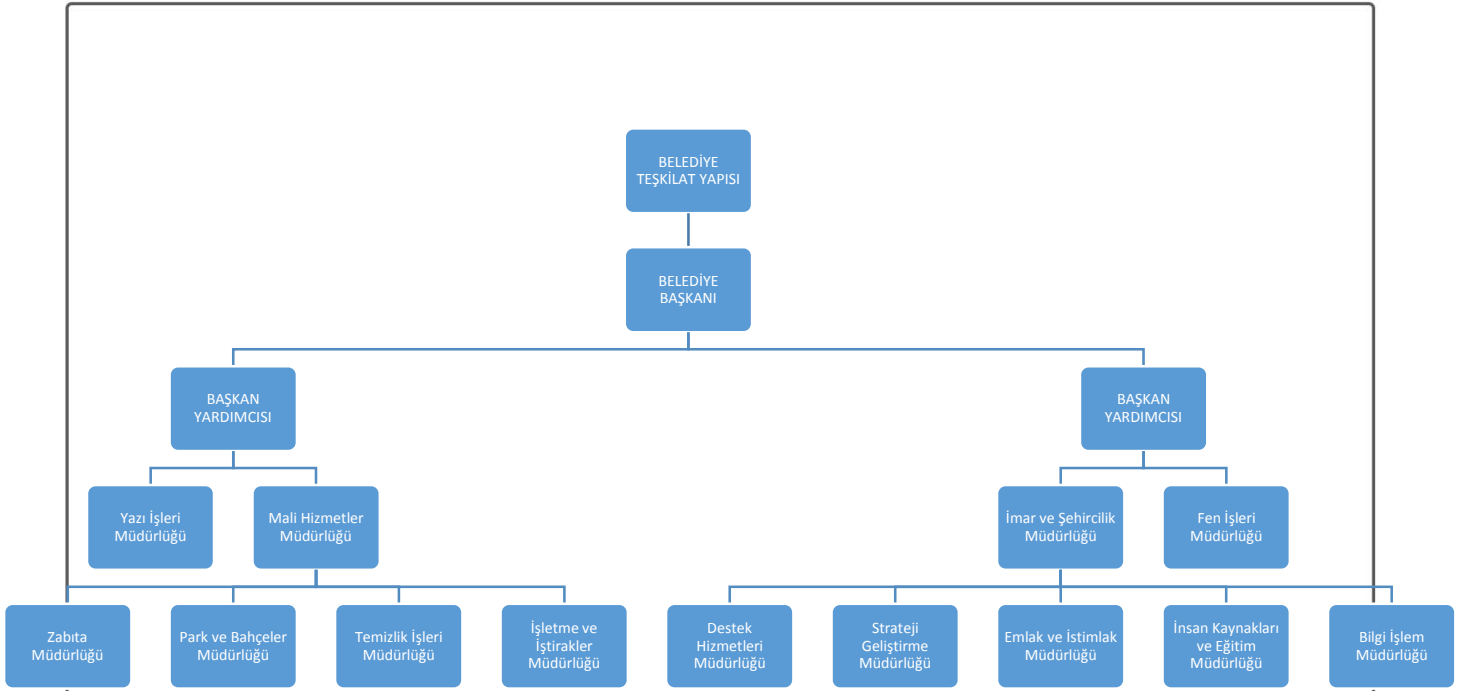 BELEDİYE
TEŞKİLAT YAPISI
BELEDİYE
BAŞKANI
BAŞKAN
YARDIMCISI
BAŞKAN
YARDIMCISI
Yazı İşleri
Müdürlüğü
Mali Hizmetler
Müdürlüğü
İmar ve Şehircilik
Müdürlüğü
Fen İşleri
Müdürlüğü
Zabıta
Müdürlüğü
Park ve Bahçeler
Müdürlüğü
Temizlik İşleri
Müdürlüğü
İşletme ve
İştirakler
Müdürlüğü
Destek
Hizmetleri
Müdürlüğü
Strateji
Geliştirme
Müdürlüğü
Emlak ve İstimlak
Müdürlüğü
İnsan Kaynakları
ve Eğitim
Müdürlüğü
Bilgi İşlem
Müdürlüğü